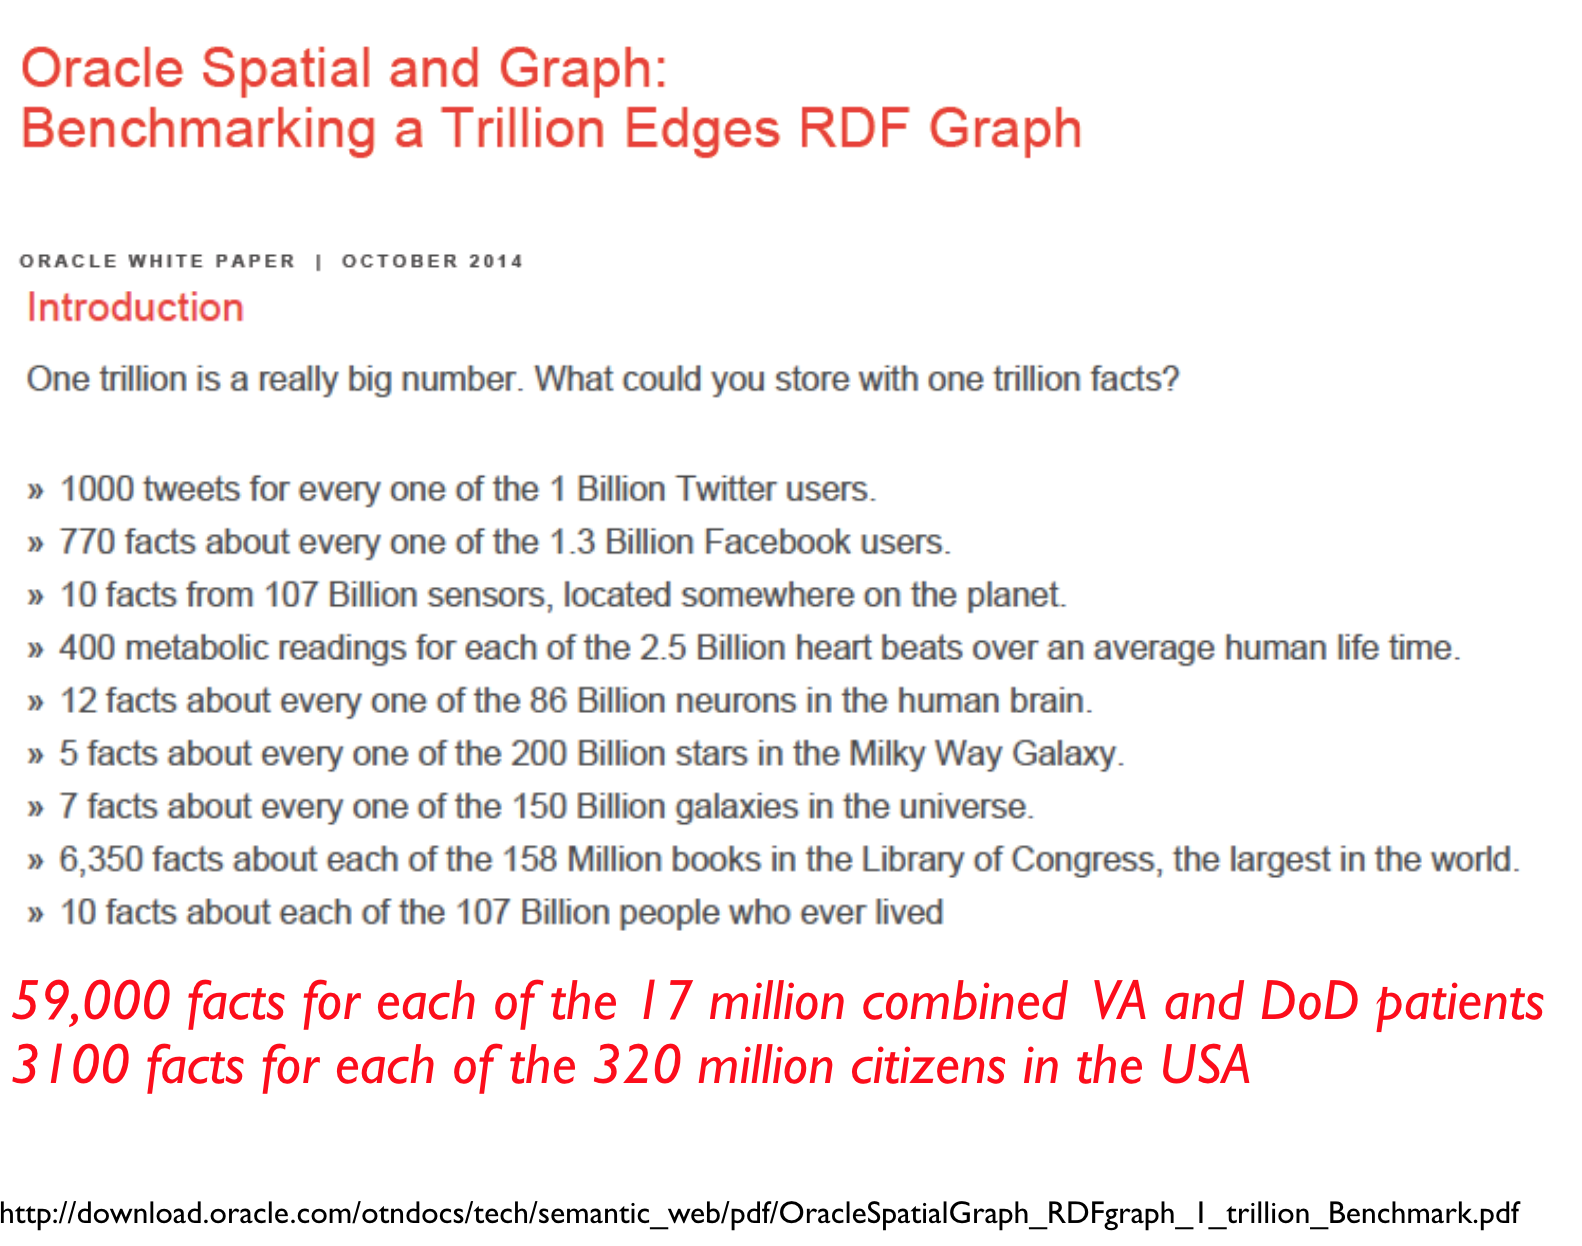 Oracle Spatial and Graph:
Benchmarking a Trillion Edges RDF Graph
ORACLE WHITE PAPER | OCTOBER 2014
Introduction
One trillion is a really big number. What could you store with one trillion facts?
» 1000 tweets for every one of the 1 Billion Twitter users.
» 770 facts about every one of the 1.3 Billion Facebook users.
» 10 facts from 107 Billion sensors, located somewhere on the planet.
» 400 metabolic readings for each of the 2.5 Billion heart beats over an average human life time.
» 12 facts about every one of the 86 Billion neurons in the human brain.
» 5 facts about every one of the 200 Billion stars in the Milky Way Galaxy.
» 7 facts about every one of the 150 Billion galaxies in the universe.
» 6,350 facts about each of the 158 Million books in the Library of Congress, the largest in the world.
» 10 facts about each of the 107 Billion people who ever lived
59,000 facts for each of the 17 million combined VA and DoD patients
3100 facts for each of the 320 million citizens in the USA
http://download.oracle.com/otndocs/tech/semantic_web/pdf/OracleSpatialGraph_RDFgraph_1_trillion_Benchmark.pdf